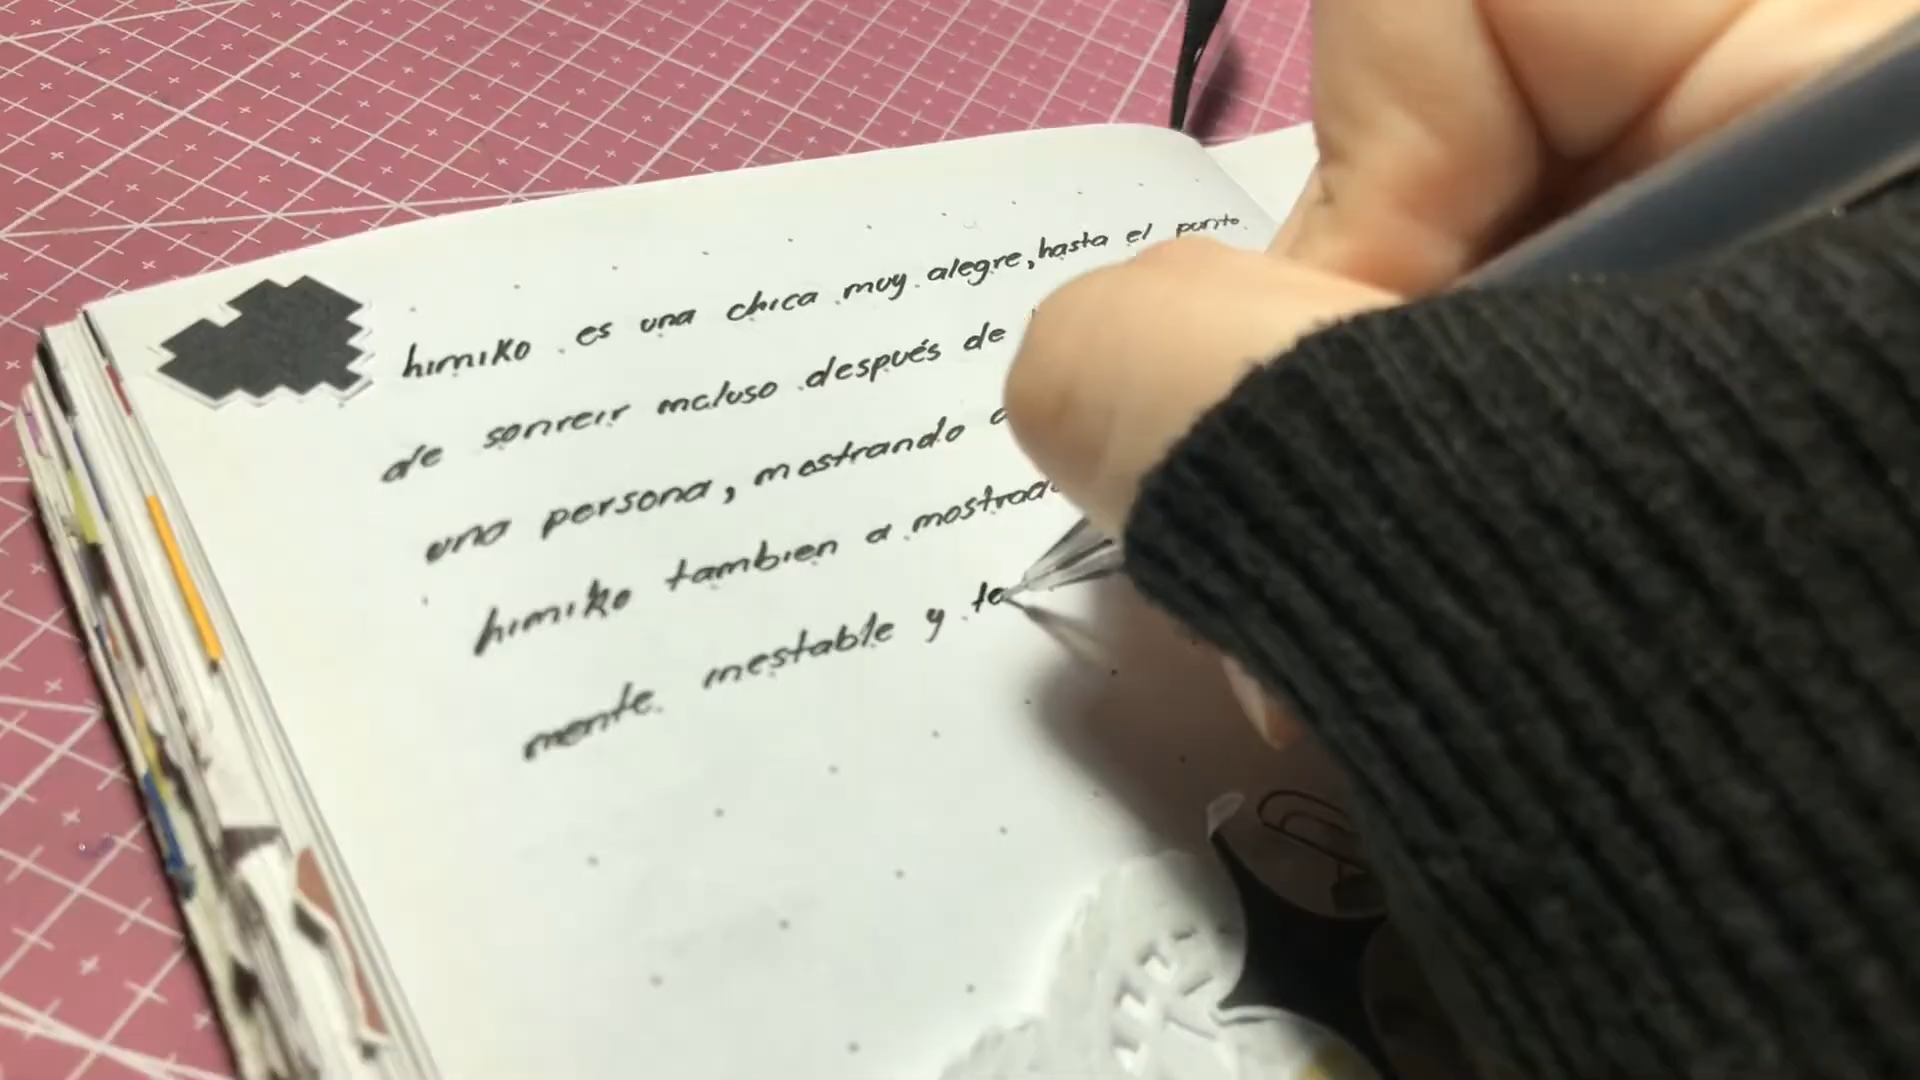 himiko es una chica muy alegre, hasta el punto
de sonreir incluso después de
una persona, mostrando
himiko tambien a
mente inestable y